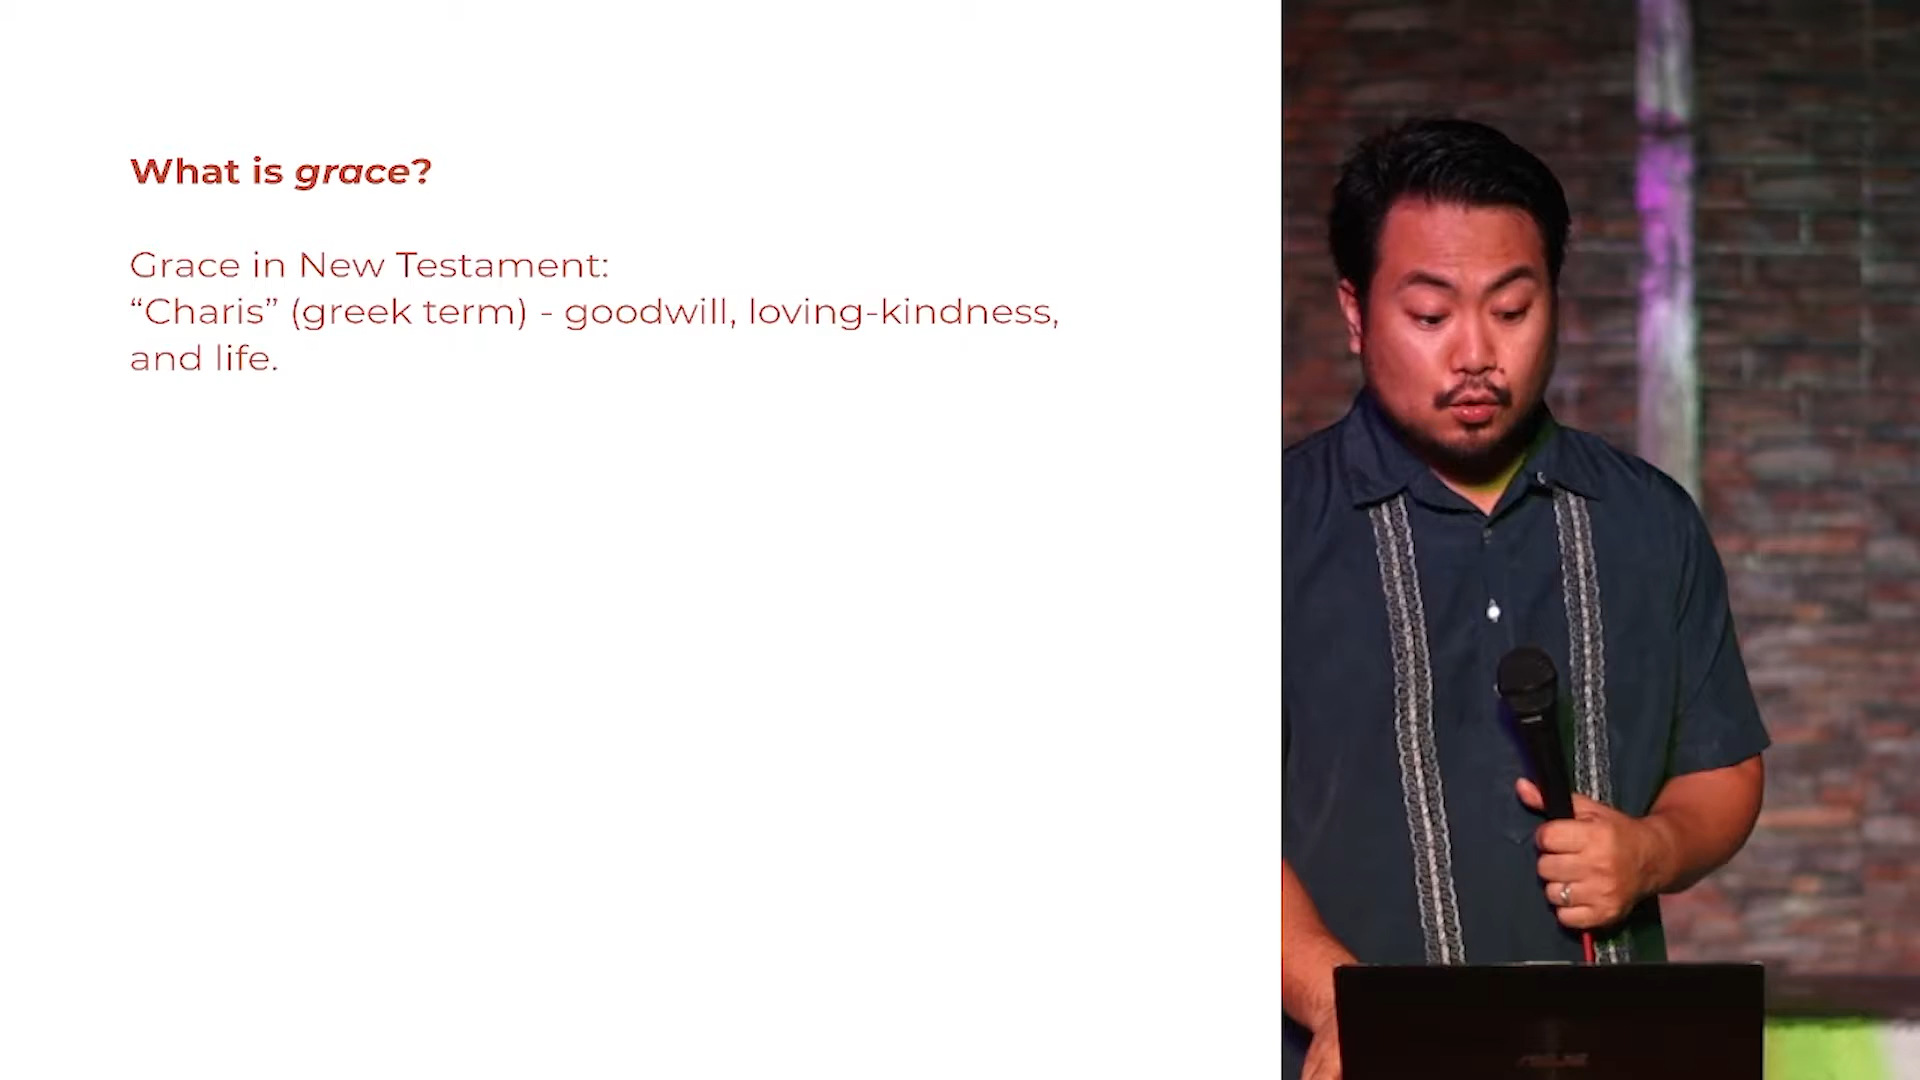 What is grace?
Grace in New Testament:
“Charis” (greek term) - goodwill, loving-kindness,
and life.